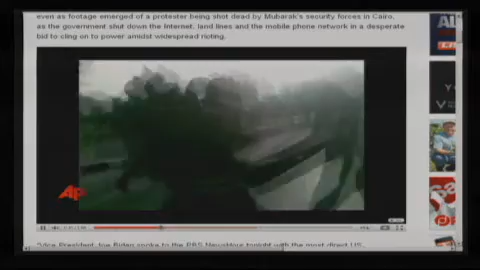 even as footage emerged of a protester being shot dead by Mubarak's security forces in Cairo,
as the government shut down the Internet, land lines and the mobile phone network in a desperate
bid to cling on to power amidst widespread rioting.
AP
"Vice President Joe Biden spoke to the PBS NewsHour tonight with the most direct US